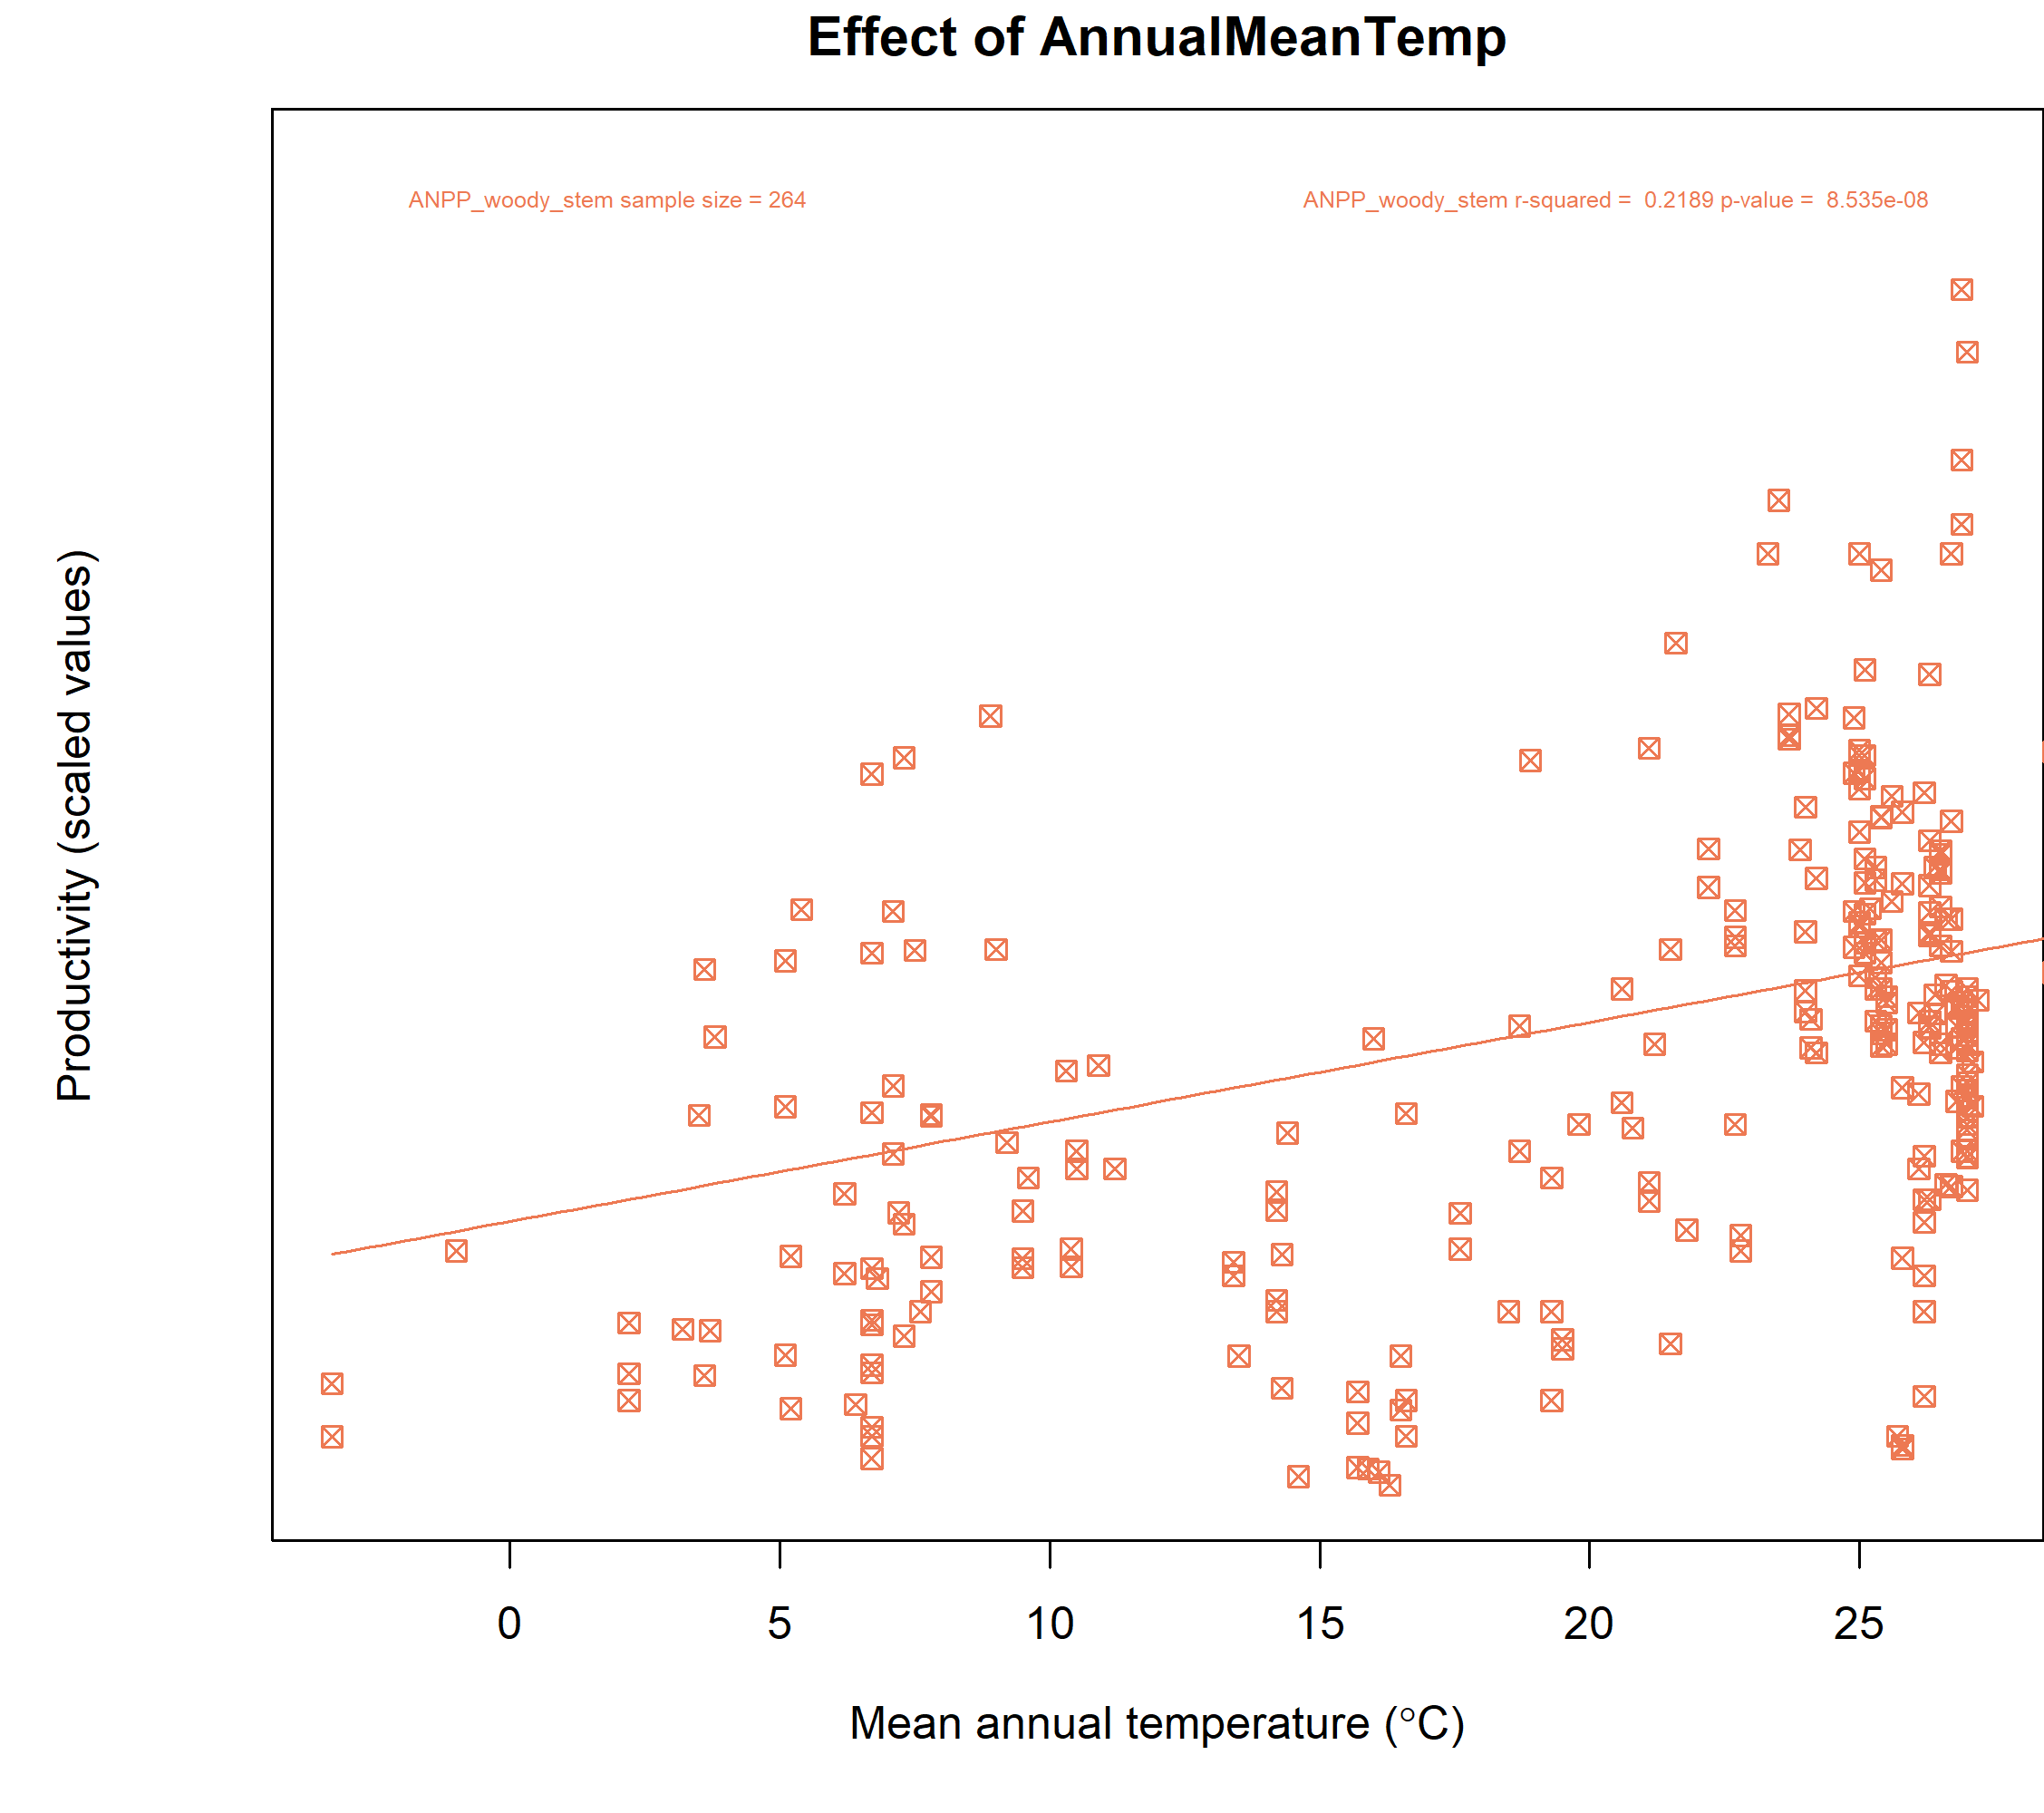 Effect of AnnualMeanTemp
ANPP_woody_stem sample size = 264
ANPP_woody_stem r-squared = 0.2189 p-value = 8.535e-08
Productivity (scaled values)
0 5 10 15 20 25
Mean annual temperature (°C)